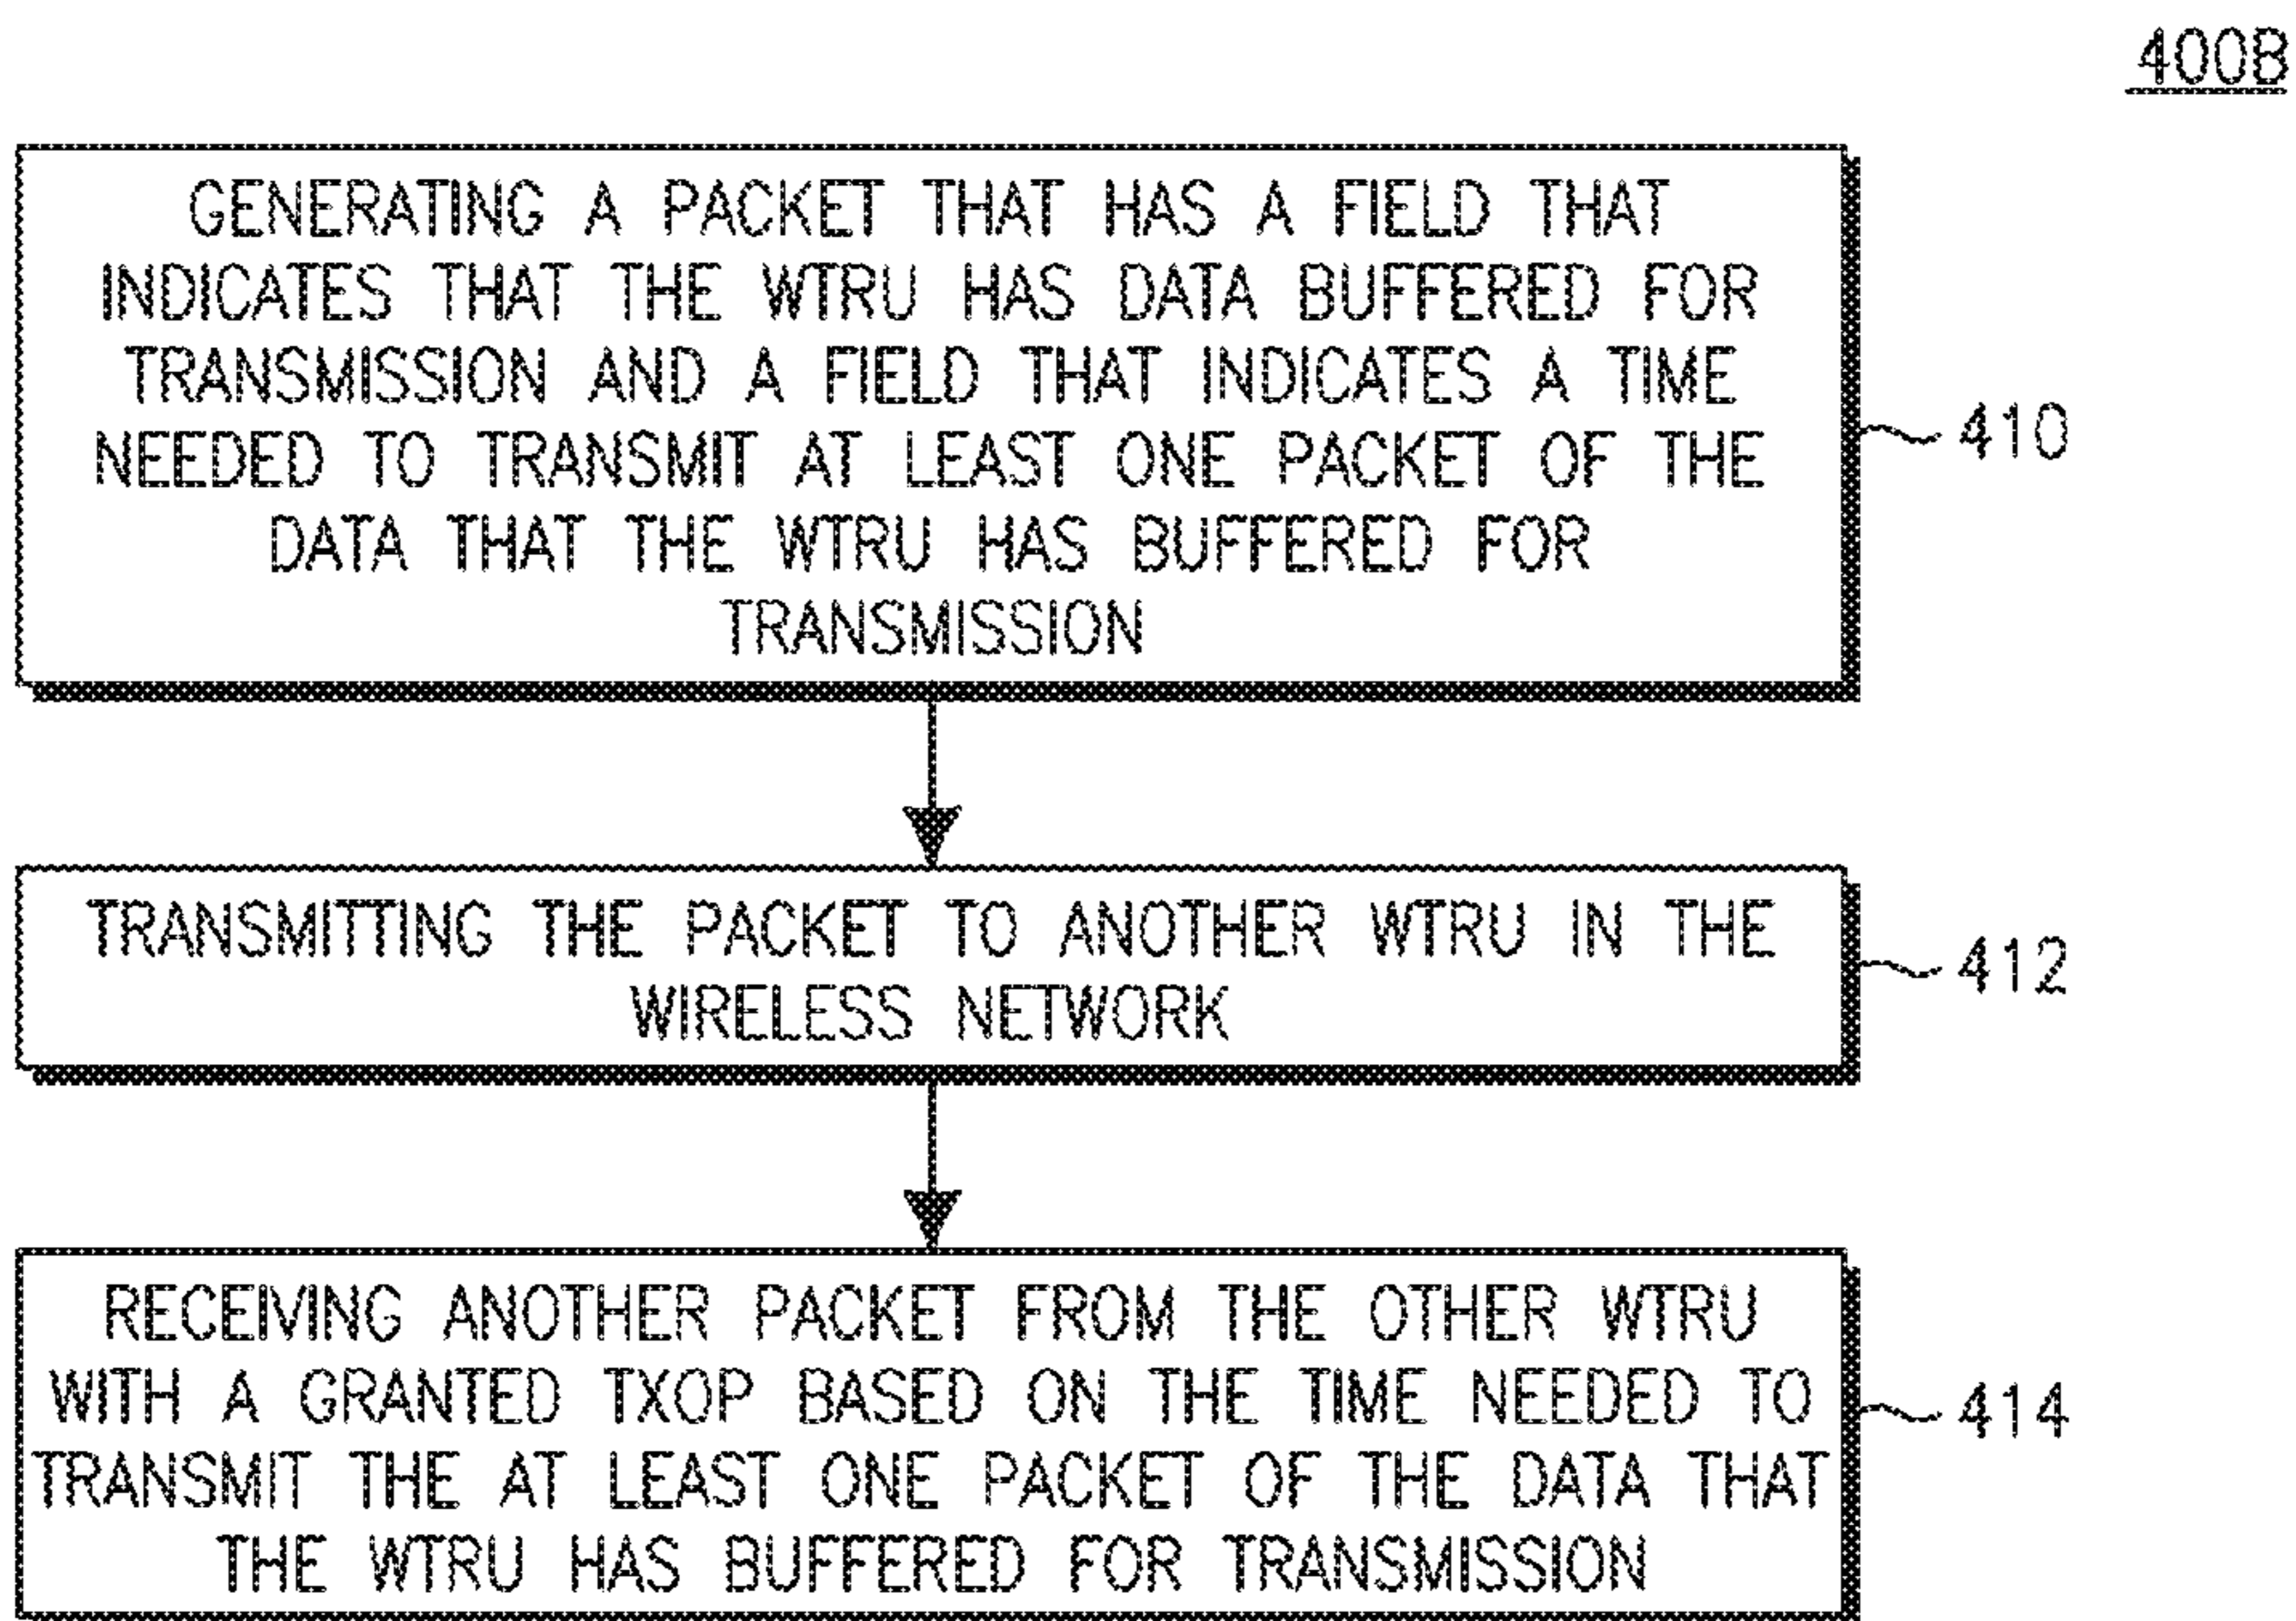 400B
GENERATING A PACKET THAT HAS A FIELD THAT
INDICATES THAT THE WTRU HAS DATA BUFFERED FOR
TRANSMISSION AND A FIELD THAT INDICATES A TIME
NEEDED TO TRANSMIT AT LEAST ONE PACKET OF THE
DATA THAT THE WTRU HAS BUFFERED FOR
TRANSMISSION
410
TRANSMITTING THE PACKET TO ANOTHER WTRU IN THE
WIRELESS NETWORK
412
RECEIVING ANOTHER PACKET FROM THE OTHER WTRU
WITH A GRANTED TXOP BASED ON THE TIME NEEDED TO
TRANSMIT THE AT LEAST ONE PACKET OF THE DATA THAT
THE WTRU HAS BUFFERED FOR TRANSMISSION
414